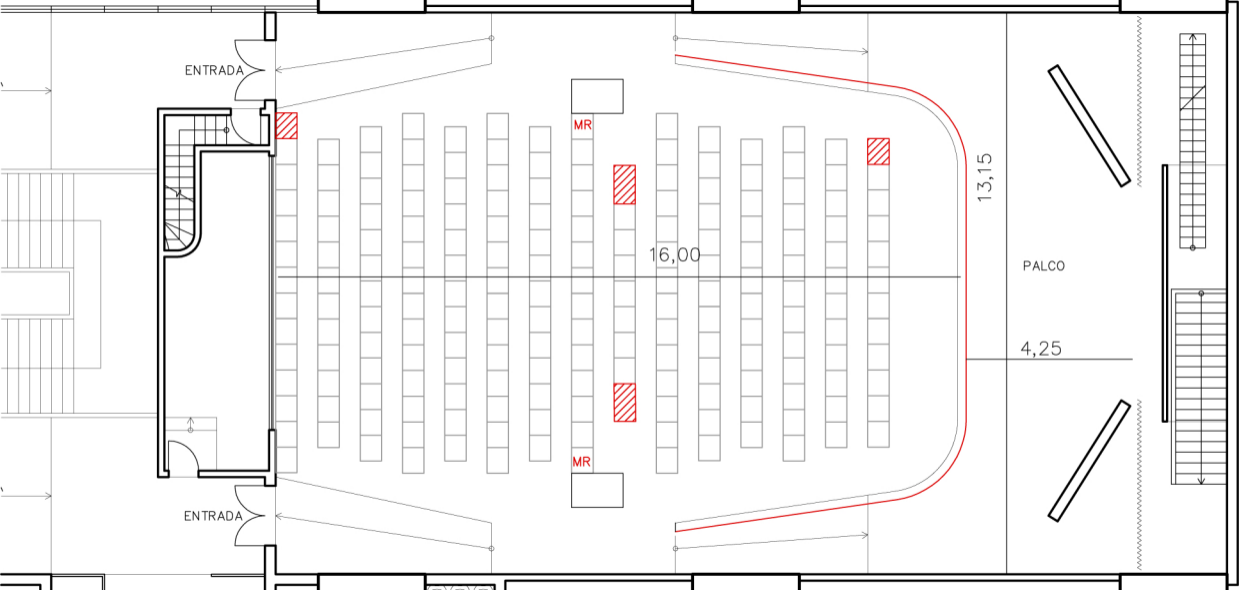 ENTRADA
MR
13,15
16,00
PALCO
4,25
MR
ENTRADA